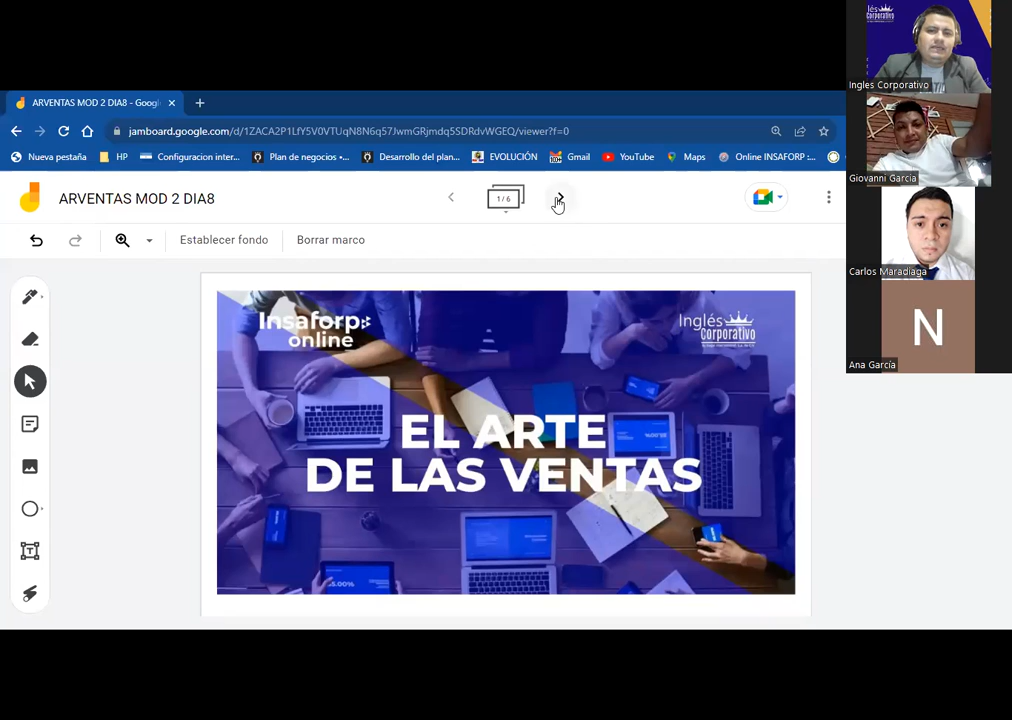 ARVENTAS MOD 2 DIA8 - Googl
jamboard.google.com/d/1ZACA2P1LfY5V0VTUqN8N6q57JwmGRjmdq5SDRdvWGEQ/viewer?f=0
Nueva pestaña
HP
Configuracion inter...
Plan de negocios •...
Desarrollo del plan...
EVOLUCIÓN
Gmail
YouTube
Maps
Online INSAFORP :...
ARVENTAS MOD 2 DIA8
1 / 6
Establecer fondo
Borrar marco
Insaforp
online
Inglés
Corporativo
EL ARTE
DE LAS VENTAS
Ingles Corporativo
Giovanni Garcia
Carlos Maradiaga
N
Ana García